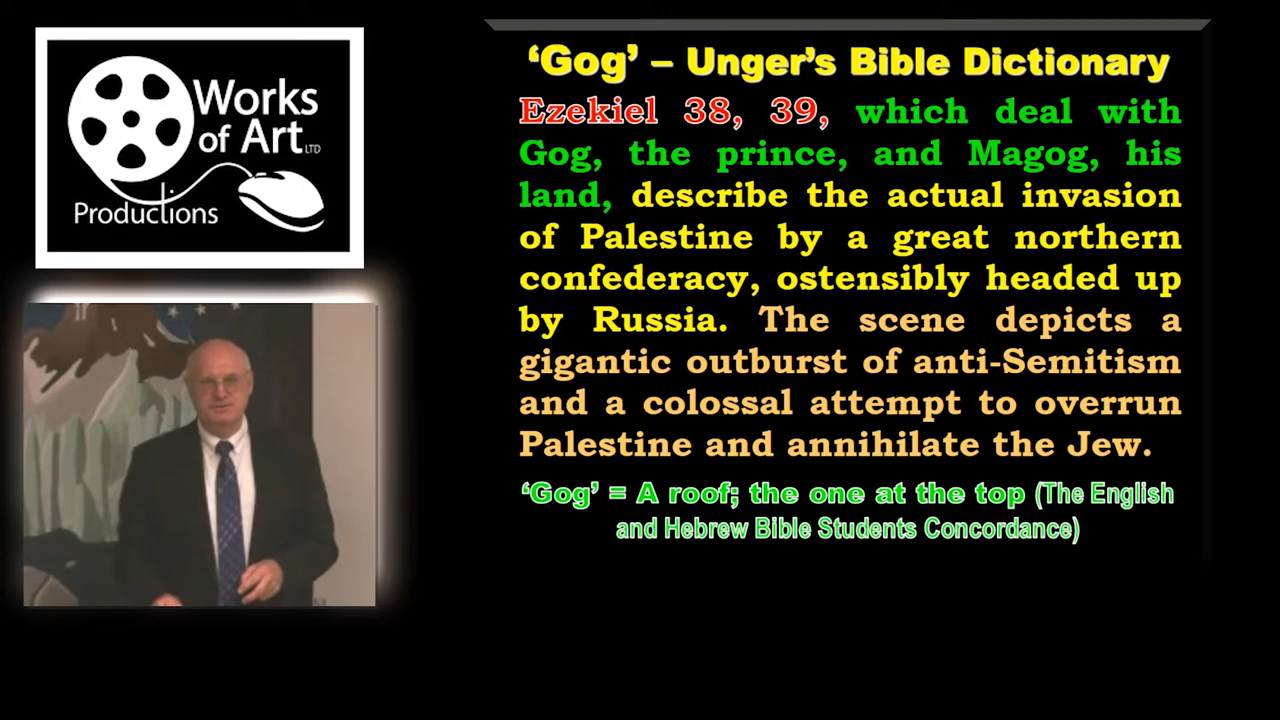 Works
of Art LTD
Productions
‘Gog’ – Unger’s Bible Dictionary
Ezekiel 38, 39, which deal with
Gog, the prince, and Magog, his
land, describe the actual invasion
of Palestine by a great northern
confederacy, ostensibly headed up
by Russia. The scene depicts a
gigantic outburst of anti-Semitism
and a colossal attempt to overrun
Palestine and annihilate the Jew.
‘Gog’ = A roof; the one at the top (The English
and Hebrew Bible Students Concordance)